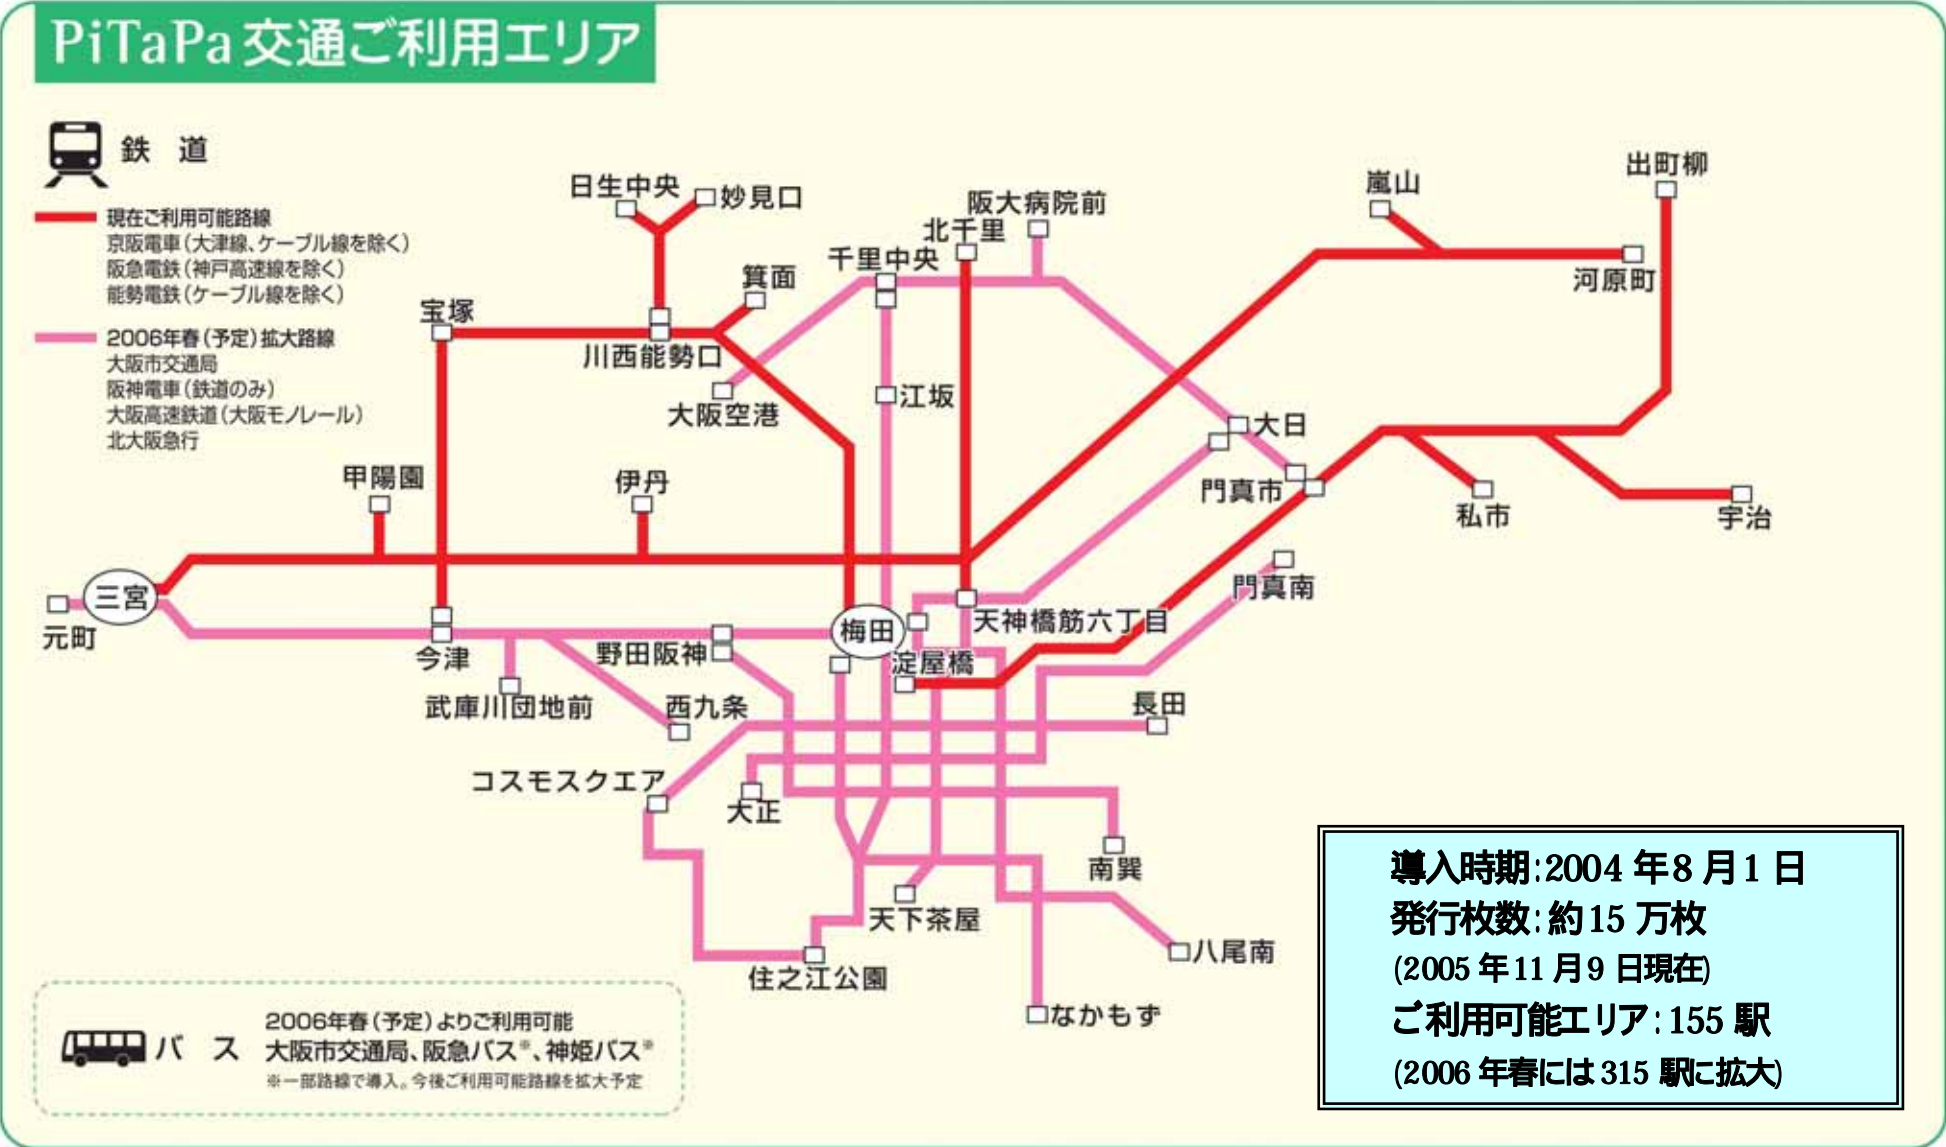 PiTaPa交通ご利用エリア
鉄 道
現在ご利用可能路線
京阪電車(大津線、ケーブル線を除く)
阪急電鉄(神戸高速線を除く)
能勢電鉄(ケーブル線を除く)
2006年春(予定)拡大路線
大阪市交通局
阪神電車(鉄道のみ)
大阪高速鉄道(大阪モノレール)
北大阪急行
日生中央
妙見口
阪大病院前
北千里
千里中央
嵐山
出町柳
河原町
箕面
宝塚
川西能勢口
大阪空港
江坂
大日
門真市
私市
宇治
甲陽園
伊丹
門真南
三宮
元町
今津
武庫川団地前
野田阪神
西九条
梅田
天神橋筋六丁目
淀屋橋
長田
コスモスクエア
大正
南巽
天下茶屋
八尾南
住之江公園
なかもず
バ ス
2006年春(予定)よりご利用可能
大阪市交通局、阪急バス※、神姫バス※
※一部路線で導入。今後ご利用可能路線を拡大予定
導入時期:2004年8月1日
発行枚数:約15万枚
(2005年11月9日現在)
ご利用可能エリア:155駅
(2006年春には315駅に拡大)